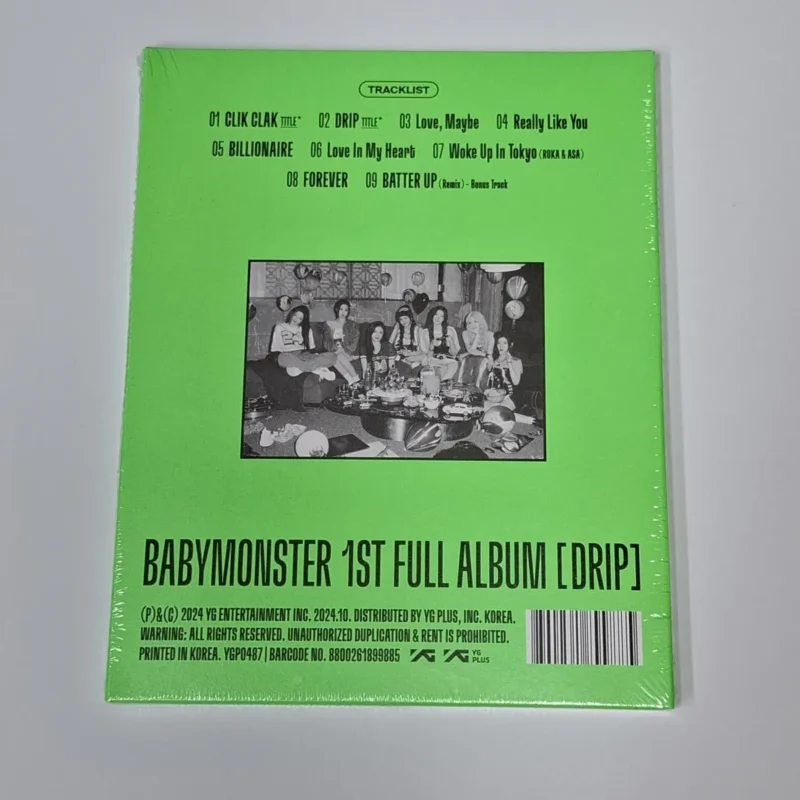 TRACKLIST
01 CLIK CLAK TITLE* 02 DRIP TITLE* 03 Love, Maybe 04 Really Like You
05 BILLIONAIRE 06 Love In My Heart 07 Woke Up In Tokyo (RUKA & ASA)
08 FOREVER 09 BATTER UP (Remix) - Bonus Track
BABYMONSTER 1ST FULL ALBUM [DRIP]
(P)&(C) 2024 YG ENTERTAINMENT INC. 2024.10. DISTRIBUTED BY YG PLUS, INC. KOREA.
WARNING: ALL RIGHTS RESERVED. UNAUTHORIZED DUPLICATION & RENT IS PROHIBITED.
PRINTED IN KOREA. YGP0487 | BARCODE NO. 8800261899885 YG YG YG PLUS